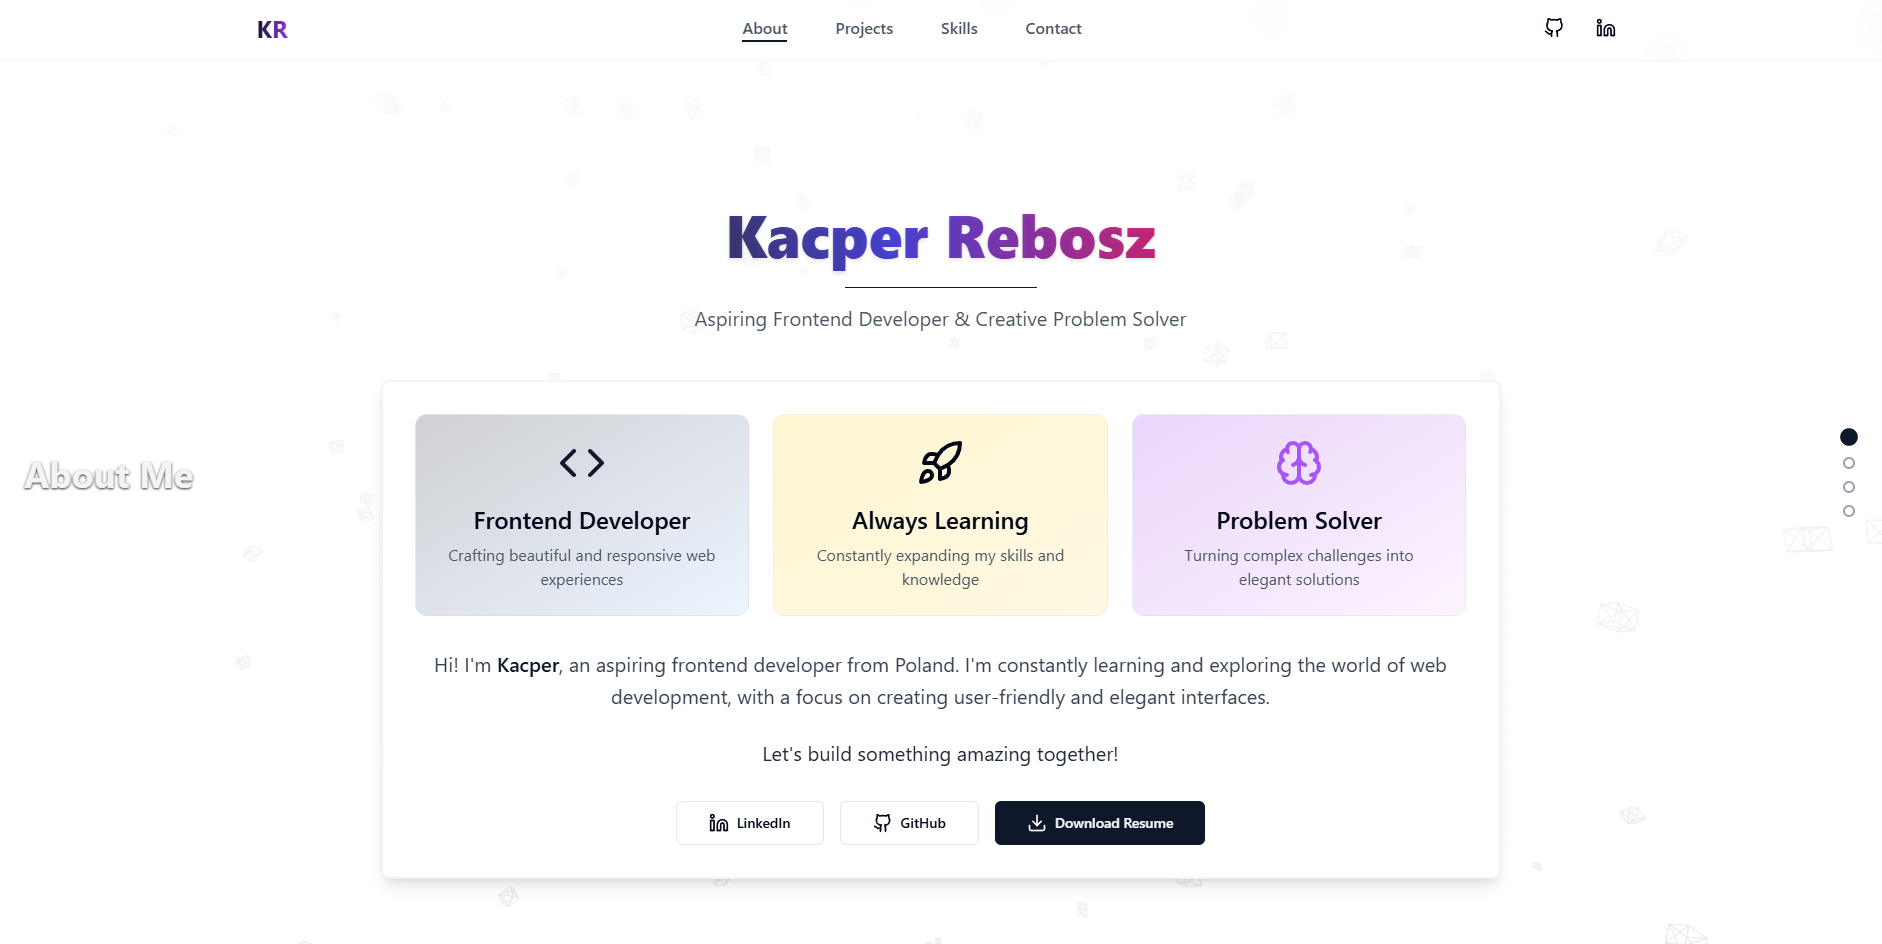 KR
About
Projects
Skills
Contact
Kacper Rebosz
Aspiring Frontend Developer & Creative Problem Solver
About Me
Frontend Developer
Crafting beautiful and responsive web
experiences
Always Learning
Constantly expanding my skills and
knowledge
Problem Solver
Turning complex challenges into
elegant solutions
Hi! I'm Kacper, an aspiring frontend developer from Poland. I'm constantly learning and exploring the world of web
development, with a focus on creating user-friendly and elegant interfaces.
Let's build something amazing together!
LinkedIn
GitHub
Download Resume